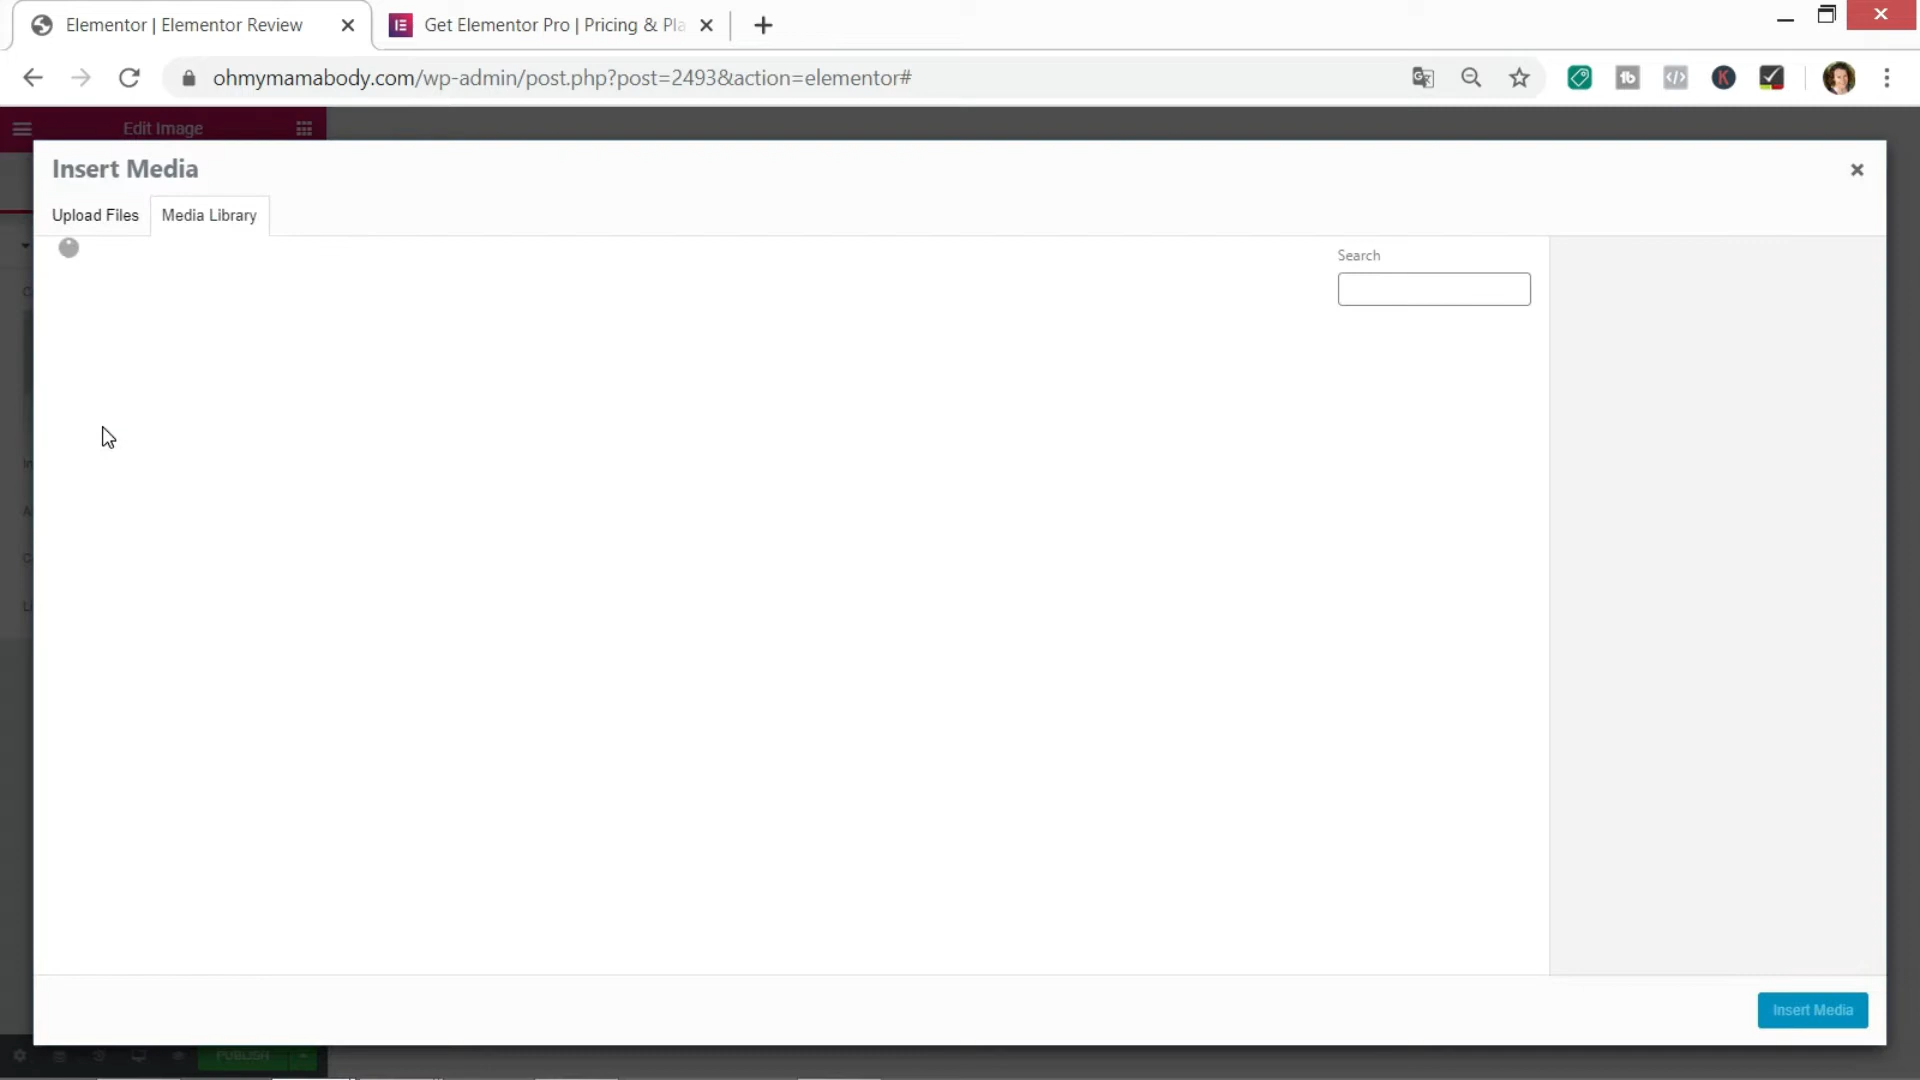 Elementor | Elementor Review
Get Elementor Pro | Pricing & Pla
ohmymamabody.com/wp-admin/post.php?post=2493&action=elementor#
Edit Image
Insert Media
Upload Files
Media Library
Search
Insert Media
PUBLISH